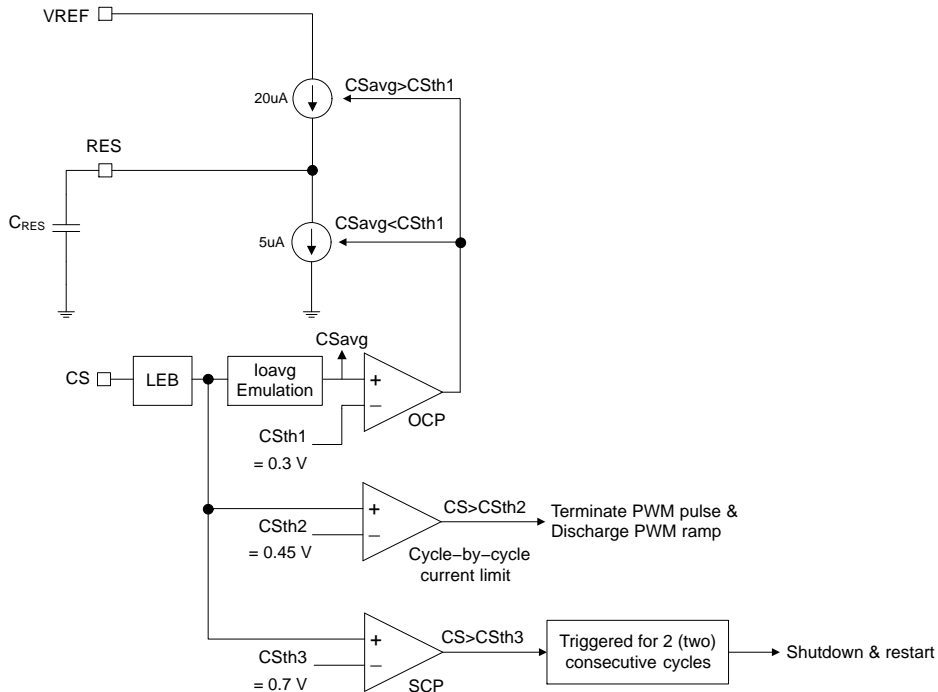 VREF
20uA
CSavg>CSth1
RES
CRES
5uA
CSavg<CSth1
CSavg
CS
LEB
Ioavg
Emulation
+
−
OCP
CSth1
= 0.3 V
CSth2
= 0.45 V
+
−
CS>CSth2
Cycle−by−cycle
current limit
Terminate PWM pulse &
Discharge PWM ramp
CSth3
= 0.7 V
+
−
SCP
CS>CSth3
Triggered for 2 (two)
consecutive cycles
Shutdown & restart